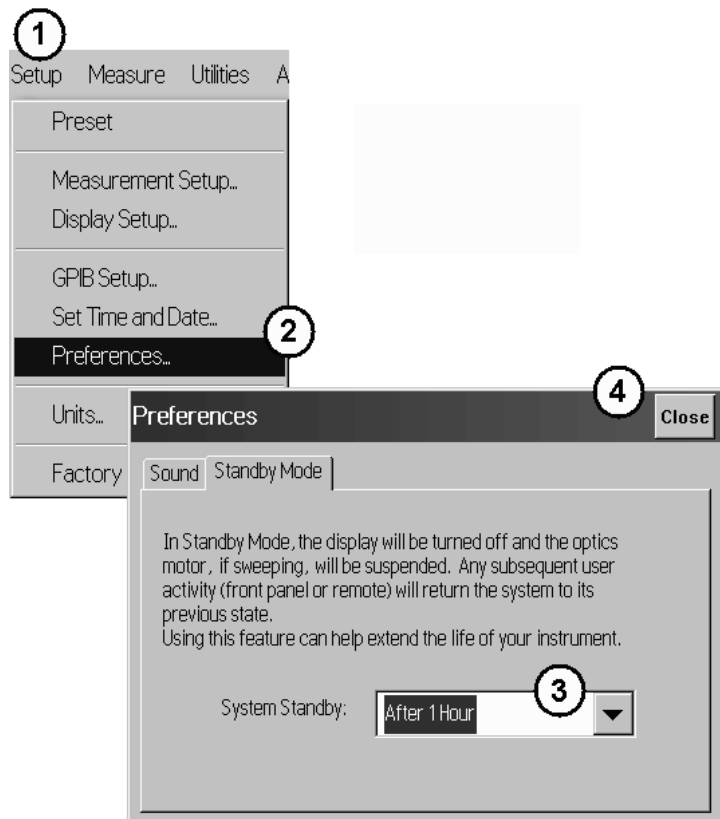 1
Setup Measure Utilities A
Preset
Measurement Setup...
Display Setup...
GPIB Setup...
Set Time and Date...
2
Preferences...
4
Units...
Preferences
Close
Factory
Sound Standby Mode
In Standby Mode, the display will be turned off and the optics
motor, if sweeping, will be suspended. Any subsequent user
activity (front panel or remote) will return the system to its
previous state.
Using this feature can help extend the life of your instrument.
3
System Standby:
After 1 Hour